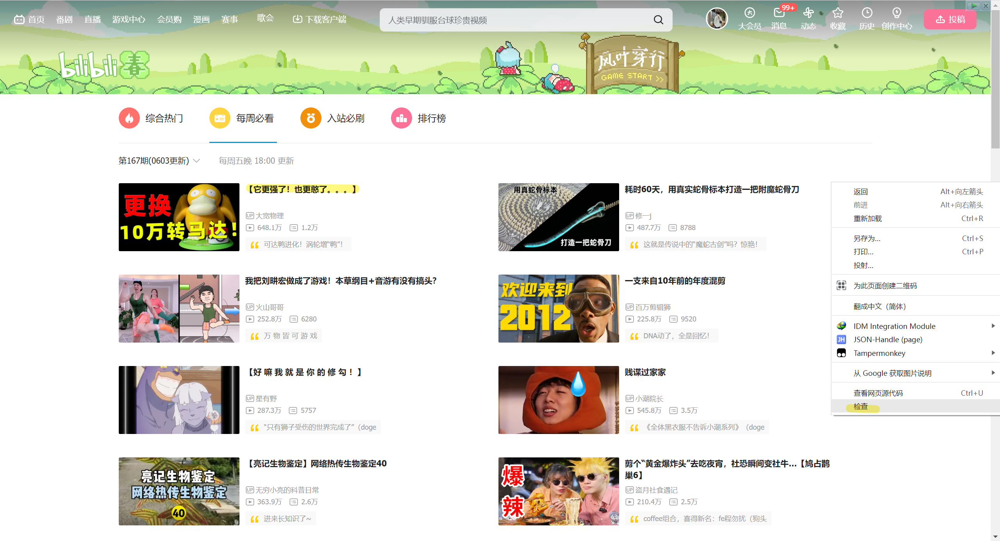 首页 番剧 直播 游戏中心 会员购 漫画 赛事 歌会 下载客户端
人类早期驯服台球珍贵视频
大会员 消息 99+ 动态 收藏 历史 创作中心 投稿
bilibili 春
风叶穿行
GAME START >>
综合热门 每周必看 入站必刷 排行榜
第167期(0603更新) 每周五晚 18:00 更新
更换
10万转马达！
【它更强了！也更憨了。。。】
UP 大宽物理
648.1万 1.2万
可达鸭进化！涡轮增“鸭”！
用真蛇骨标本
打造一把蛇骨刀
耗时60天，用真实蛇骨标本打造一把附魔蛇骨刀
UP 修一j
487.7万 8788
这就是传说中的“魔蛇古剑”吗？惊艳！
我把刘畊宏做成了游戏！本草纲目+音游有没有搞头？
UP 火山哥哥
252.8万 6280
万 物 皆 可 游 戏
欢迎来到
2012
一支来自10年前的年度混剪
UP 百万剪辑狮
225.8万 9520
DNA动了，全是回忆！
【好 嘛 我 就 是 你 的 修 勾 ！】
UP 星有野
287.3万 5757
“只有狮子受伤的世界完成了”（doge
贱谍过家家
UP 小潮院长
545.8万 3.5万
《全体黑衣服不告诉小潮系列》（doge
亮记生物鉴定
网络热传生物鉴定
40
【亮记生物鉴定】网络热传生物鉴定40
UP 无穷小亮的科普日常
363.9万 2.6万
进来长知识了~
爆
辣
剪个“黄金爆炸头”去吃夜宵，社恐瞬间变社牛...【鸠占鹊
巢6】
UP 盗月社食遇记
210.4万 2.5万
coffee组合，喜得新名：fe程勿扰（狗头
返回 Alt+向左箭头
前进 Alt+向右箭头
重新加载 Ctrl+R
另存为... Ctrl+S
打印... Ctrl+P
投射...
为此页面创建二维码
翻成中文（简体）
IDM Integration Module
JH JSON-Handle (page)
Tampermonkey
从 Google 获取图片说明
查看网页源代码 Ctrl+U
检查